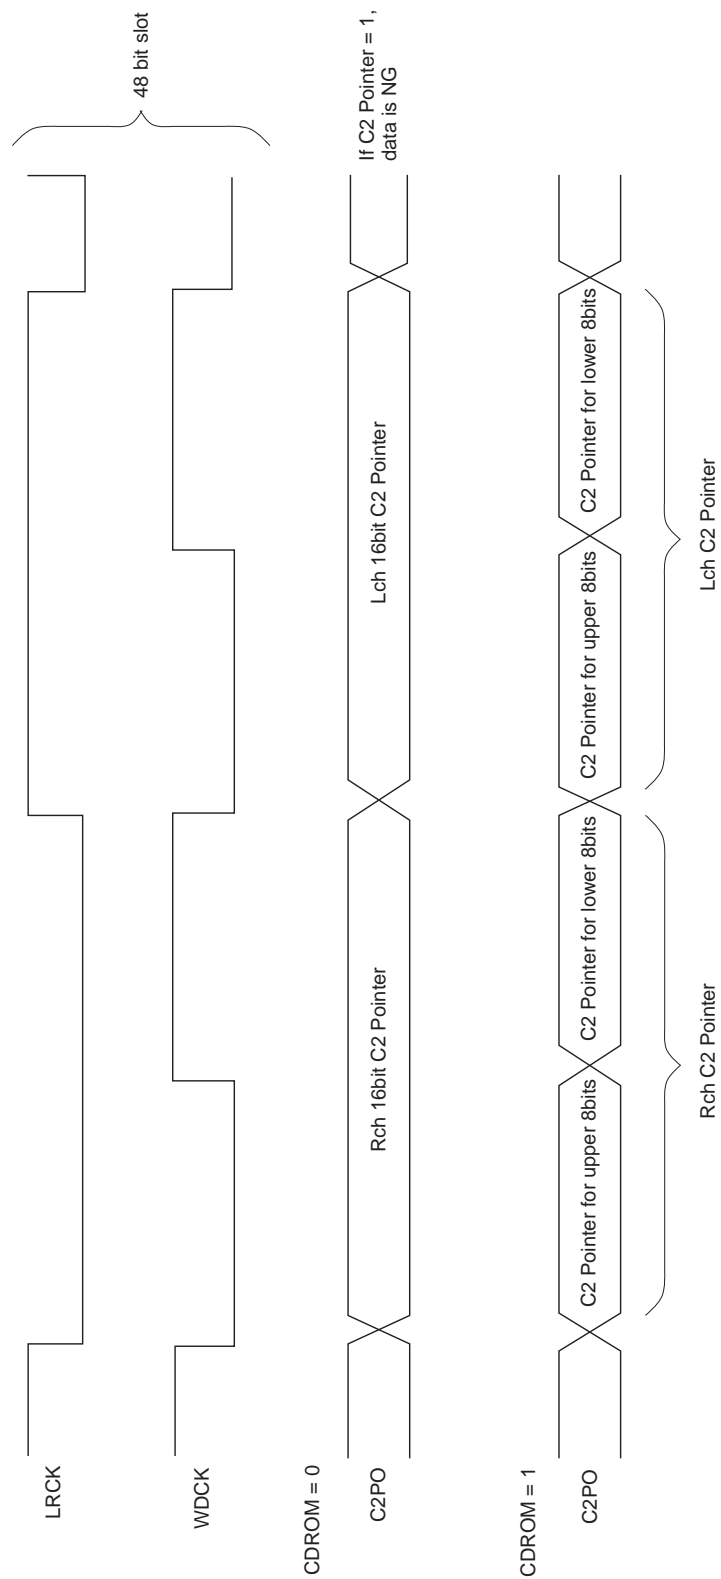 LRCK
48 bit slot
WDCK
CDROM = 0
C2PO
Rch 16bit C2 Pointer
Lch 16bit C2 Pointer
If C2 Pointer = 1,
data is NG
CDROM = 1
C2PO
C2 Pointer for upper 8bits
C2 Pointer for lower 8bits
C2 Pointer for upper 8bits
C2 Pointer for lower 8bits
Rch C2 Pointer
Lch C2 Pointer